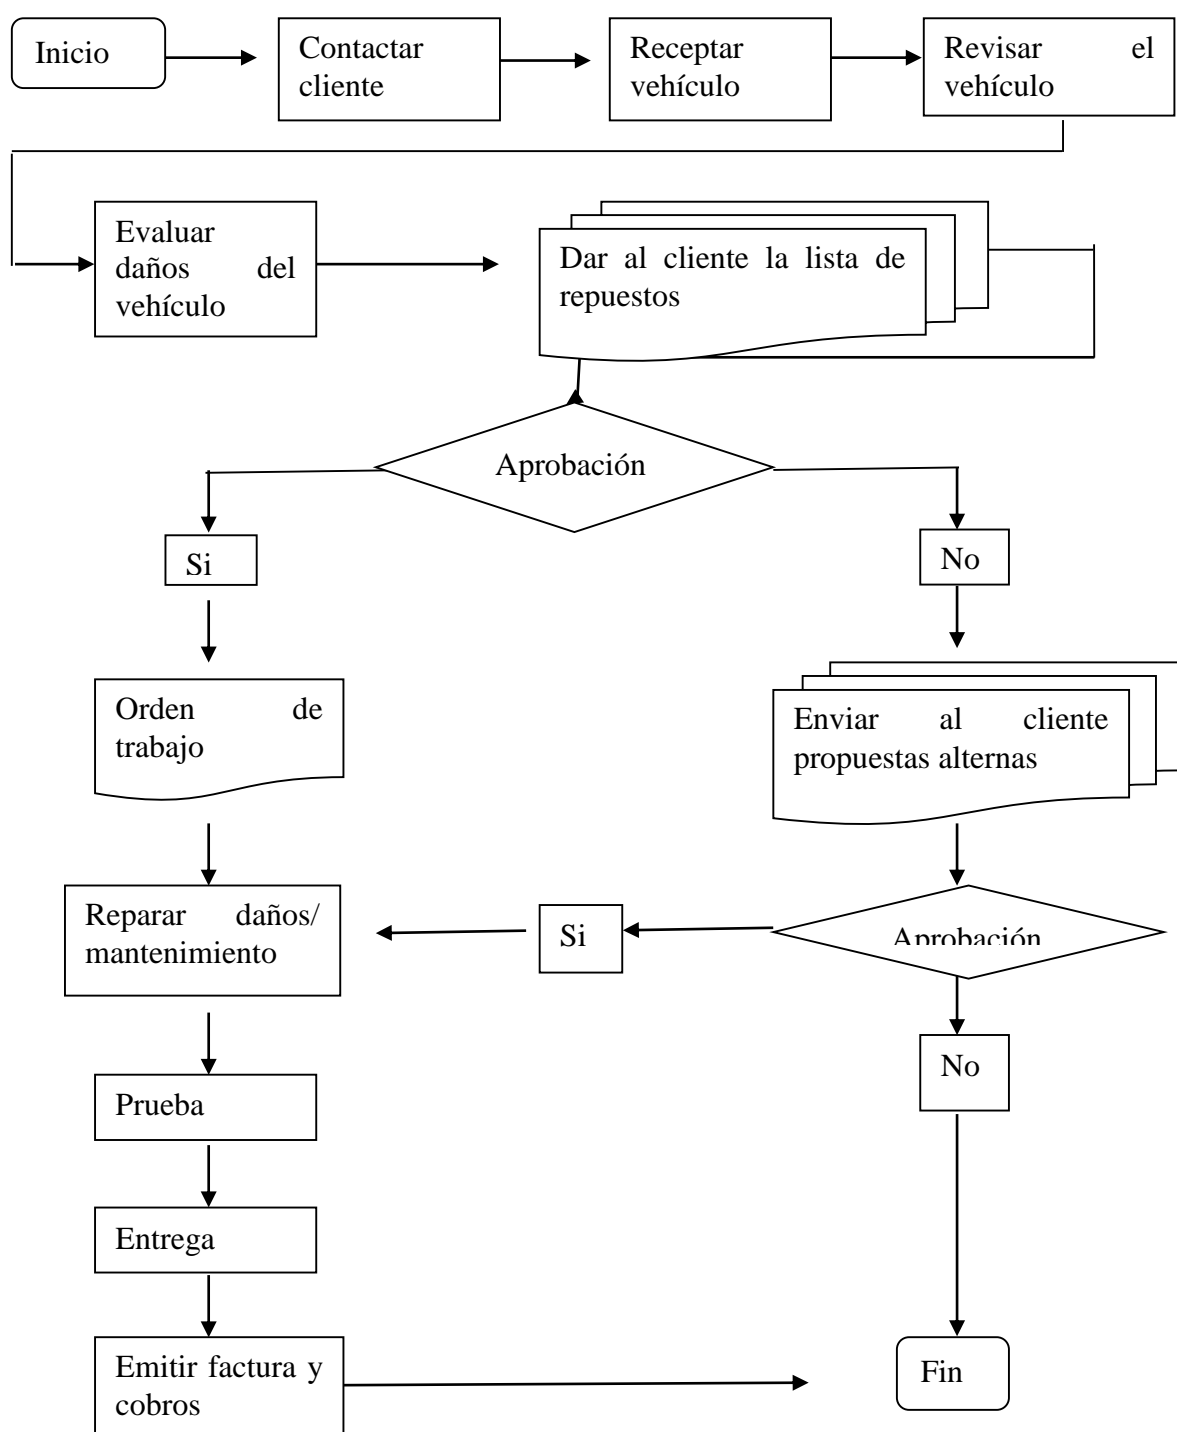 Inicio
Contactar
cliente
Receptar
vehículo
Revisar el
vehículo
Evaluar
daños del
vehículo
Dar al cliente la lista de
repuestos
Aprobación
Si
No
Orden de
trabajo
Enviar al cliente
propuestas alternas
Reparar daños/
mantenimiento
Si
Aprobación
Prueba
No
Entrega
Emitir factura y
cobros
Fin